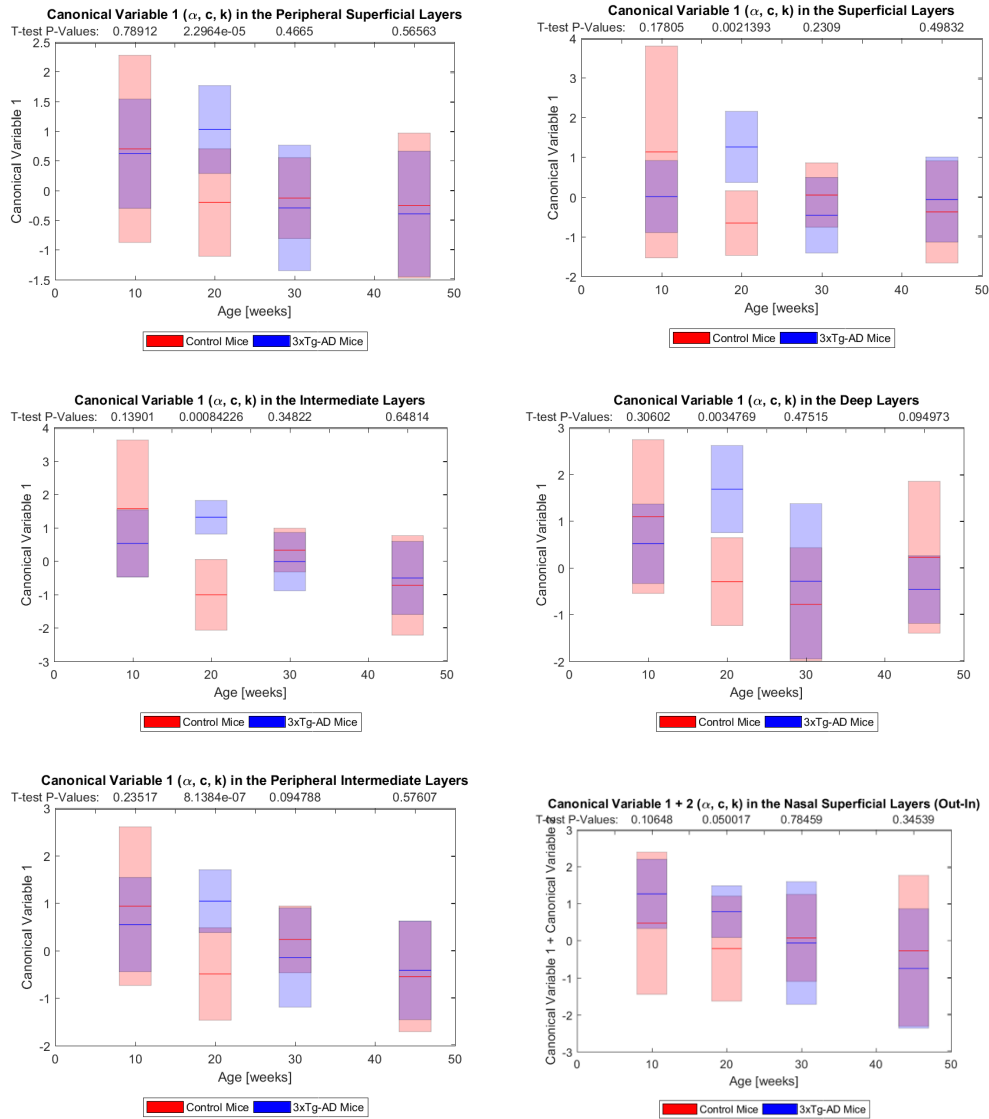 Canonical Variable 1 (α, c, k) in the Peripheral Superficial Layers
T-test P-Values: 0.78912 2.2964e-05 0.4665 0.56563
2.5
2
1.5
1
0.5
0
-0.5
-1
-1.5
Canonical Variable 1
0 10 20 30 40 50
Age [weeks]
Control Mice 3xTg-AD Mice
Canonical Variable 1 (α, c, k) in the Superficial Layers
T-test P-Values: 0.17805 0.0021393 0.2309 0.49832
4
3
2
1
0
-1
-2
Canonical Variable 1
0 10 20 30 40 50
Age [weeks]
Control Mice 3xTg-AD Mice
Canonical Variable 1 (α, c, k) in the Intermediate Layers
T-test P-Values: 0.13901 0.00084226 0.34822 0.64814
4
3
2
1
0
-1
-2
-3
Canonical Variable 1
0 10 20 30 40 50
Age [weeks]
Control Mice 3xTg-AD Mice
Canonical Variable 1 (α, c, k) in the Deep Layers
T-test P-Values: 0.30602 0.0034769 0.47515 0.094973
3
2
1
0
-1
-2
Canonical Variable 1
0 10 20 30 40 50
Age [weeks]
Control Mice 3xTg-AD Mice
Canonical Variable 1 (α, c, k) in the Peripheral Intermediate Layers
T-test P-Values: 0.23517 8.1384e-07 0.094788 0.57607
3
2
1
0
-1
-2
Canonical Variable 1
0 10 20 30 40 50
Age [weeks]
Control Mice 3xTg-AD Mice
Canonical Variable 1 + 2 (α, c, k) in the Nasal Superficial Layers (Out-In)
T-test P-Values: 0.10648 0.050017 0.78459 0.34539
3
2
1
0
-1
-2
-3
Canonical Variable 1 + Canonical Variable 2
0 10 20 30 40 50
Age [weeks]
Control Mice 3xTg-AD Mice